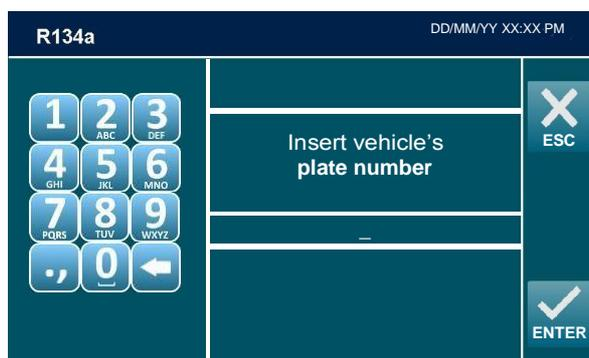 R134a
DD/MM/YY XX:XX PM
1 2 3
ABC DEF
4 5 6
GHI JKL MNO
7 8 9
PQRS TUV WXYZ
., 0
Insert vehicle's
plate number
_
ESC
ENTER